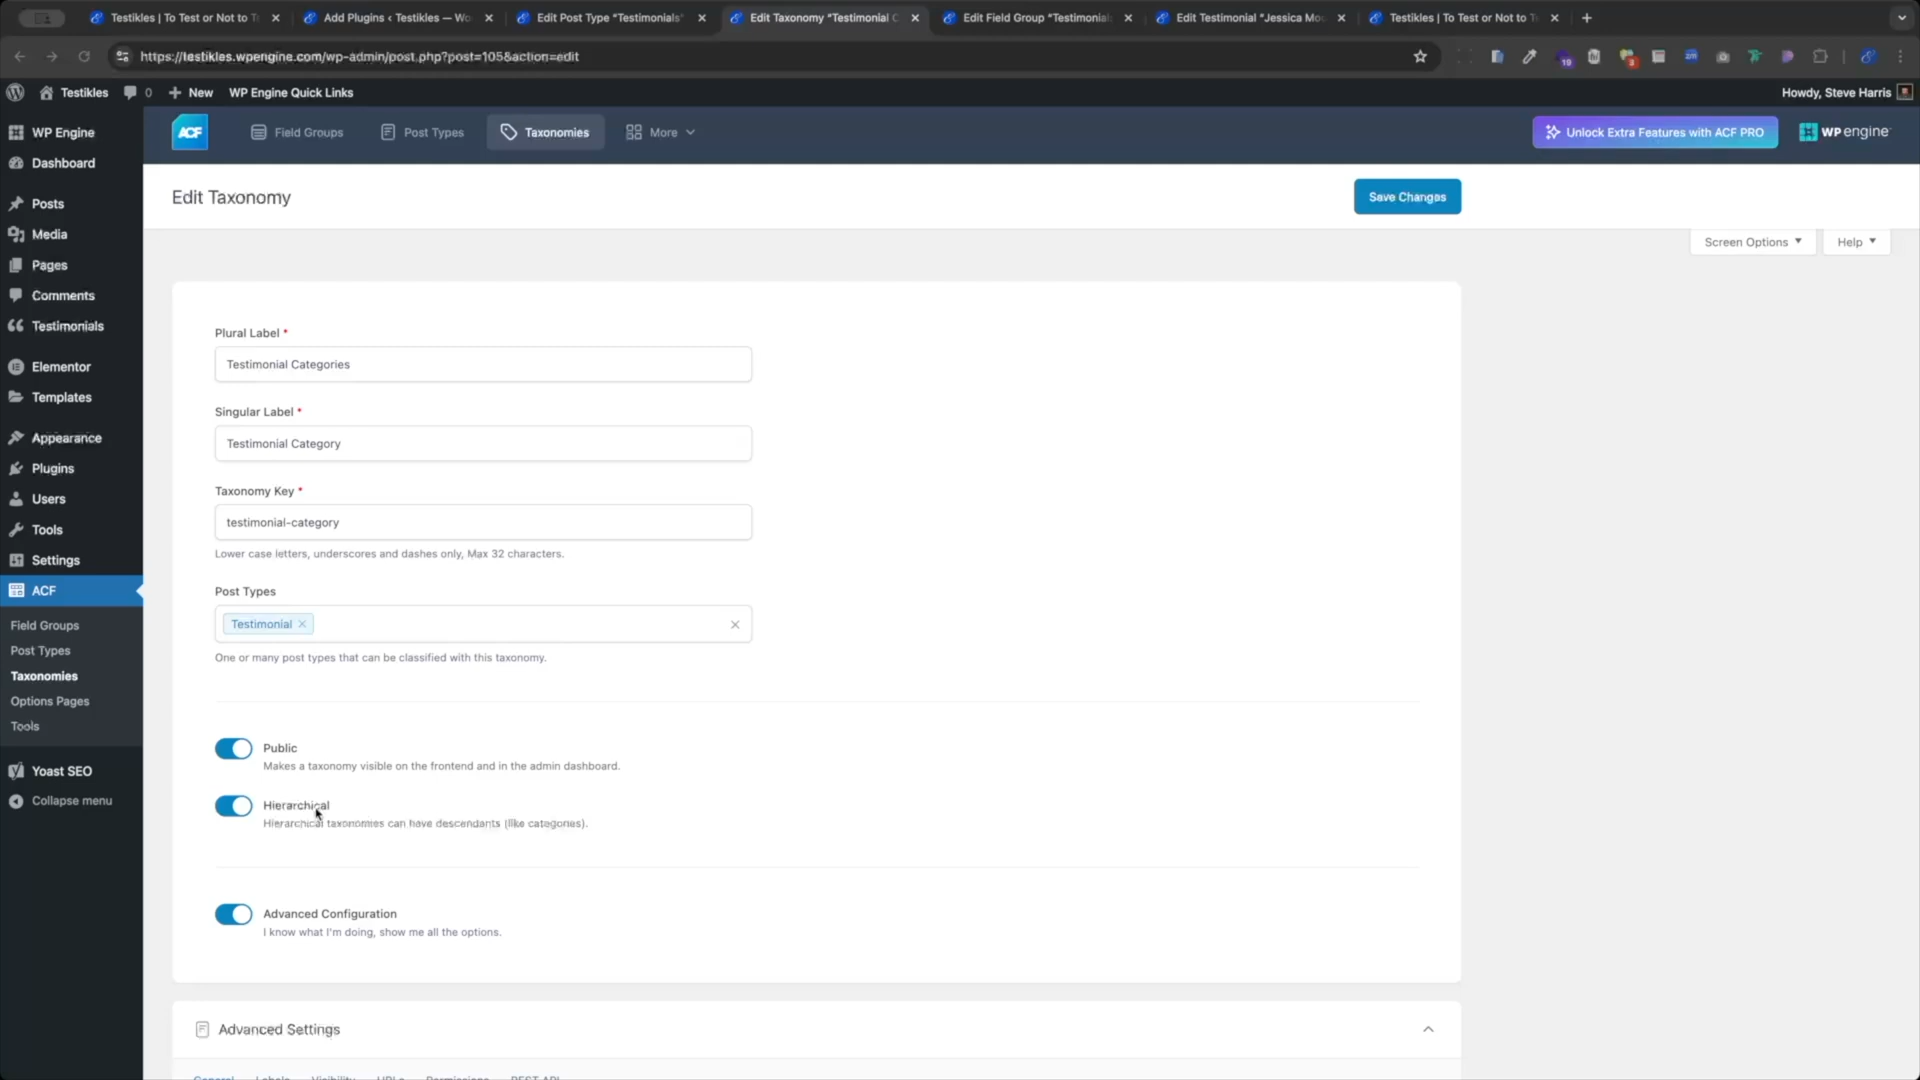 Testikles | To Test or Not to T
Add Plugins ‹ Testikles — Wo
Edit Post Type "Testimonials"
Edit Taxonomy "Testimonial C
Edit Field Group "Testimonial
Edit Testimonial "Jessica Mo
Testikles | To Test or Not to T
https://testikles.wpengine.com/wp-admin/post.php?post=105&action=edit
19
3
Testikles
0
New
WP Engine Quick Links
Howdy, Steve Harris
WP Engine
Dashboard
Posts
Media
Pages
Comments
Testimonials
Elementor
Templates
Appearance
Plugins
Users
Tools
Settings
ACF
Field Groups
Post Types
Taxonomies
Options Pages
Tools
Yoast SEO
Collapse menu
ACF
Field Groups
Post Types
Taxonomies
More
Unlock Extra Features with ACF PRO
WP engine
Edit Taxonomy
Save Changes
Screen Options
Help
Plural Label *
Testimonial Categories
Singular Label *
Testimonial Category
Taxonomy Key *
testimonial-category
Lower case letters, underscores and dashes only, Max 32 characters.
Post Types
Testimonial
One or many post types that can be classified with this taxonomy.
Public
Makes a taxonomy visible on the frontend and in the admin dashboard.
Hierarchical
Hierarchical taxonomies can have descendants (like categories).
Advanced Configuration
I know what I'm doing, show me all the options.
Advanced Settings
General Labels Visibility URLs Permissions REST API